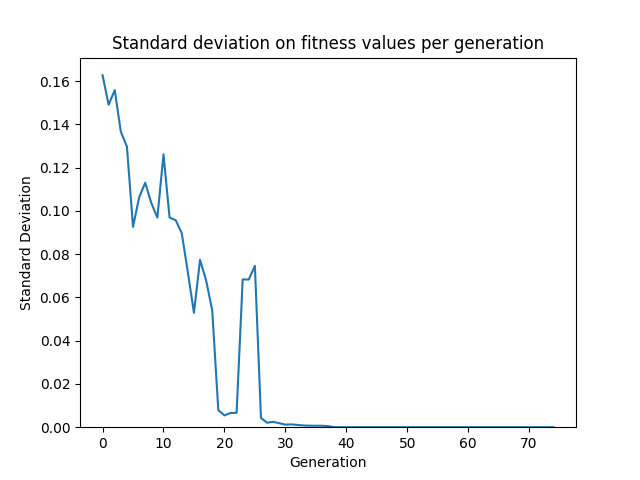 Standard deviation on fitness values per generation
0.16
0.14
0.12
0.10
0.08
0.06
0.04
0.02
0.00
Standard Deviation
0 10 20 30 40 50 60 70
Generation